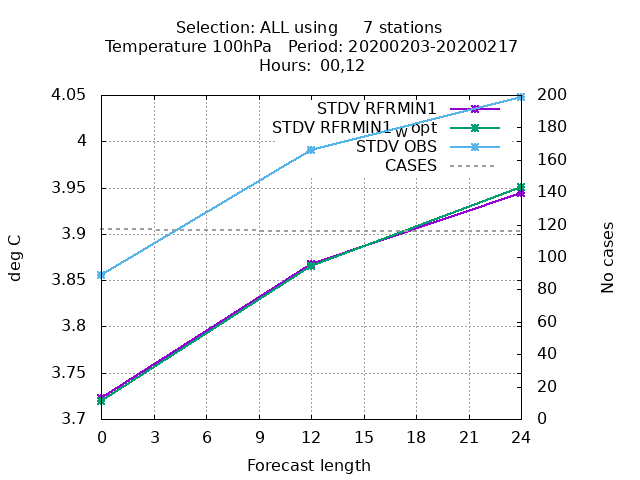 Selection: ALL using 7 stations
Temperature 100hPa Period: 20200203-20200217
Hours: 00,12
STDV RFRMIN1
STDV RFRMIN1_W opt
STDV OBS
CASES
4.05
4
3.95
3.9
3.85
3.8
3.75
3.7
deg C
200
180
160
140
120
100
80
60
40
20
0
No cases
0 3 6 9 12 15 18 21 24
Forecast length